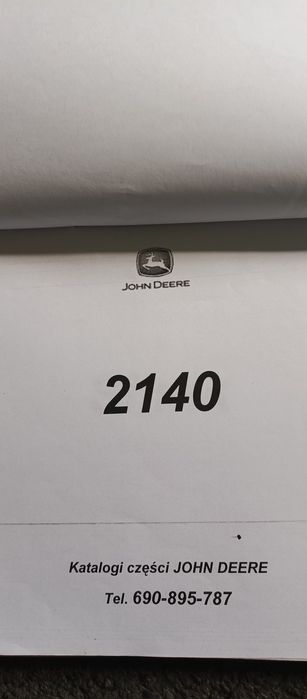 JOHN DEERE
2140
Katalogi części JOHN DEERE
Tel. 690-895-787